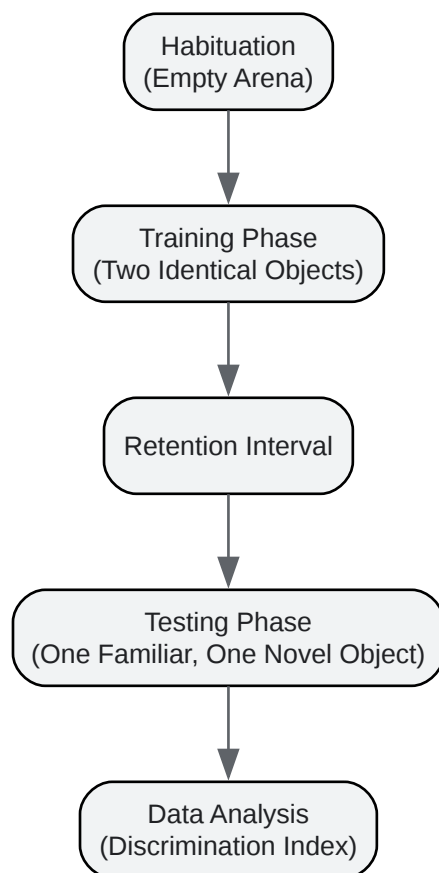 Habituation
(Empty Arena)
Training Phase
(Two Identical Objects)
Retention Interval
Testing Phase
(One Familiar, One Novel Object)
Data Analysis
(Discrimination Index)